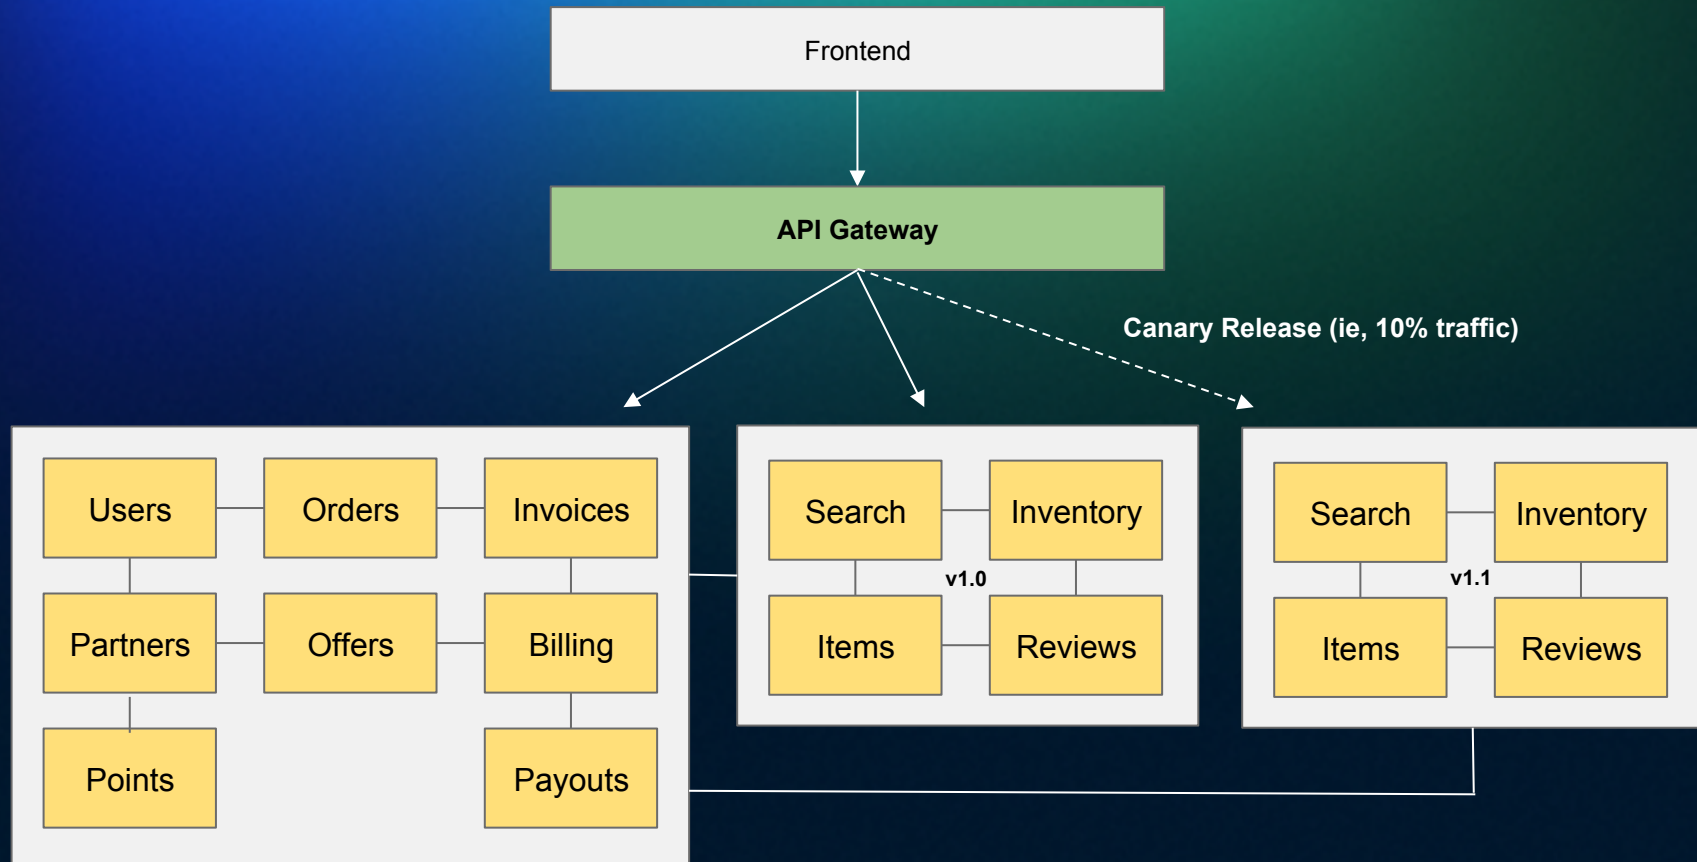 Frontend
API Gateway
Canary Release (ie, 10% traffic)
Users
Orders
Invoices
Partners
Offers
Billing
Points
Payouts
Search
Inventory
v1.0
Items
Reviews
Search
Inventory
v1.1
Items
Reviews